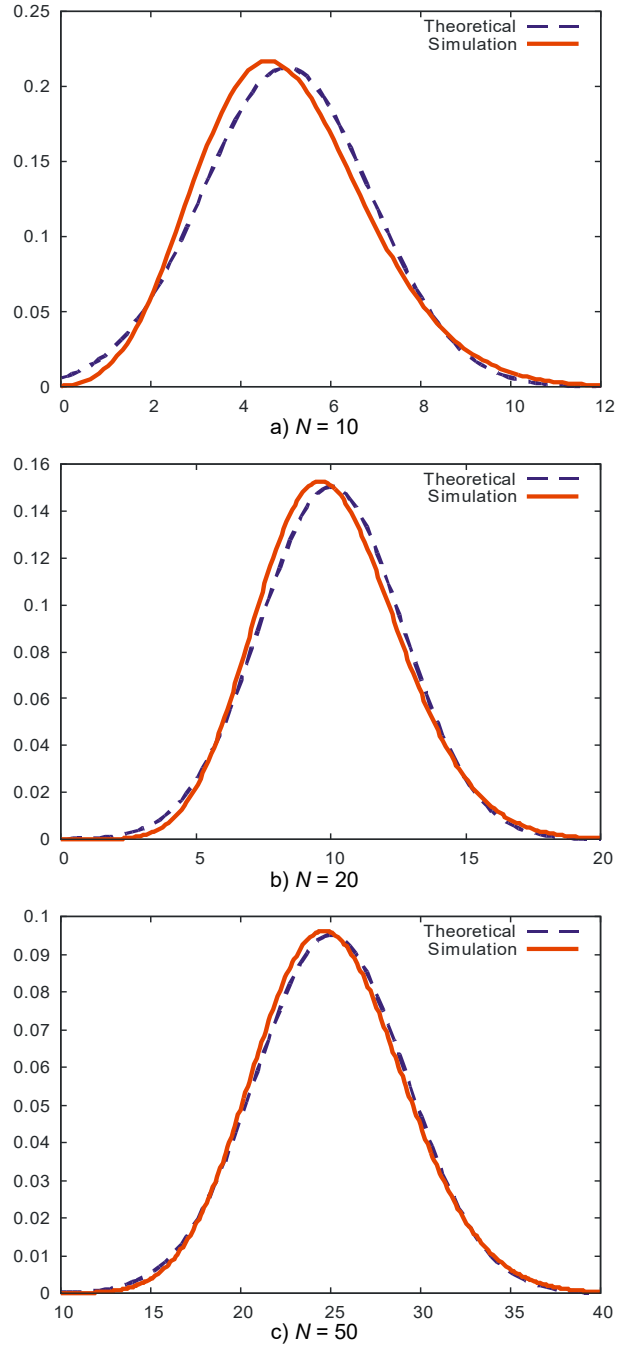 0.25
Theoretical
Simulation
0.2
0.15
0.1
0.05
0
0 2 4 6 8 10 12
a) N = 10
0.16
Theoretical
Simulation
0.14
0.12
0.1
0.08
0.06
0.04
0.02
0
0 5 10 15 20
b) N = 20
0.1
Theoretical
Simulation
0.09
0.08
0.07
0.06
0.05
0.04
0.03
0.02
0.01
0
10 15 20 25 30 35 40
c) N = 50